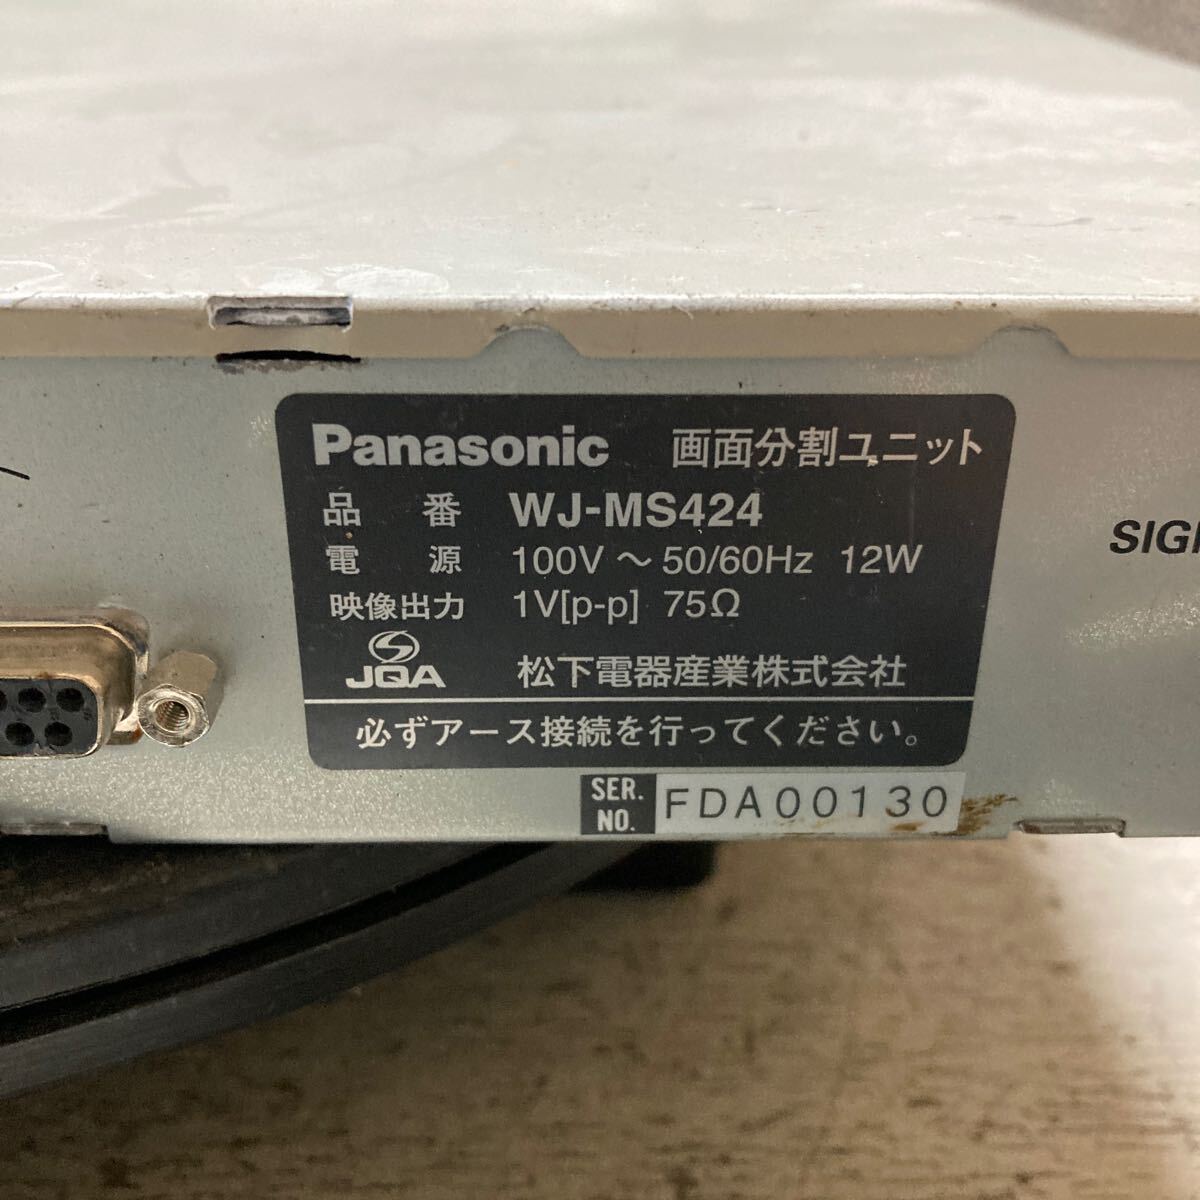 Panasonic 画面分割ユニット
品 番 WJ-MS424
電 源 100V ～ 50/60Hz 12W
映像出力 1V[p-p] 75Ω
JQA 松下電器産業株式会社
必ずアース接続を行ってください。
SER. NO. FDA00130